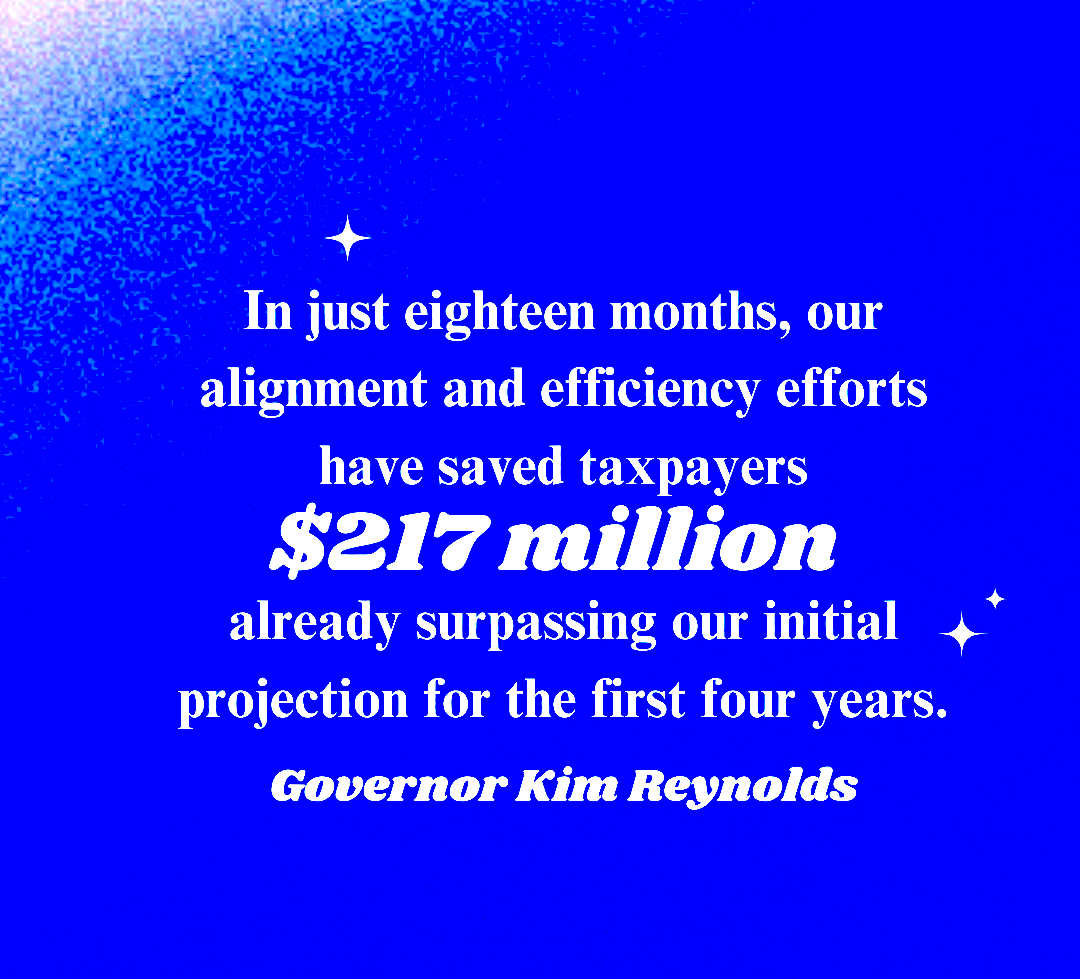 In just eighteen months, our
alignment and efficiency efforts
have saved taxpayers
$217 million
already surpassing our initial
projection for the first four years.
Governor Kim Reynolds